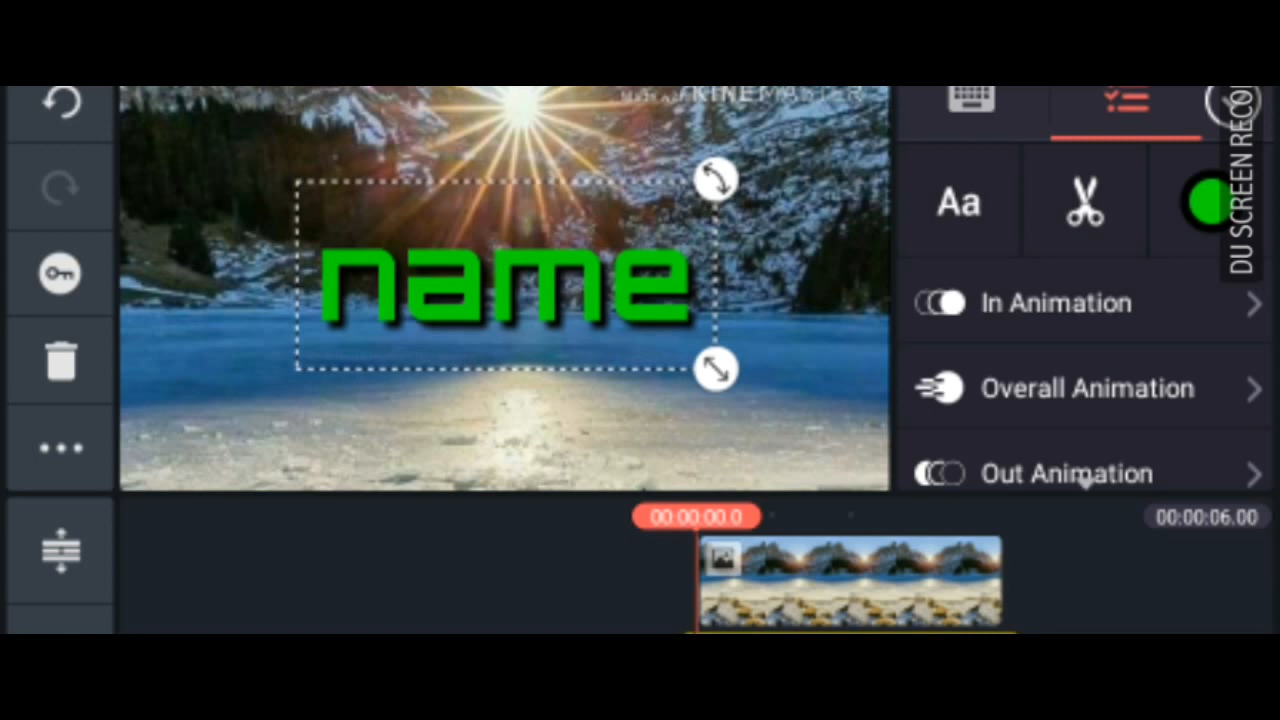 KINEMASTER
Aa
DU SCREEN RECO
name
In Animation
Overall Animation
Out Animation
00:00:00.0
00:00:06.00